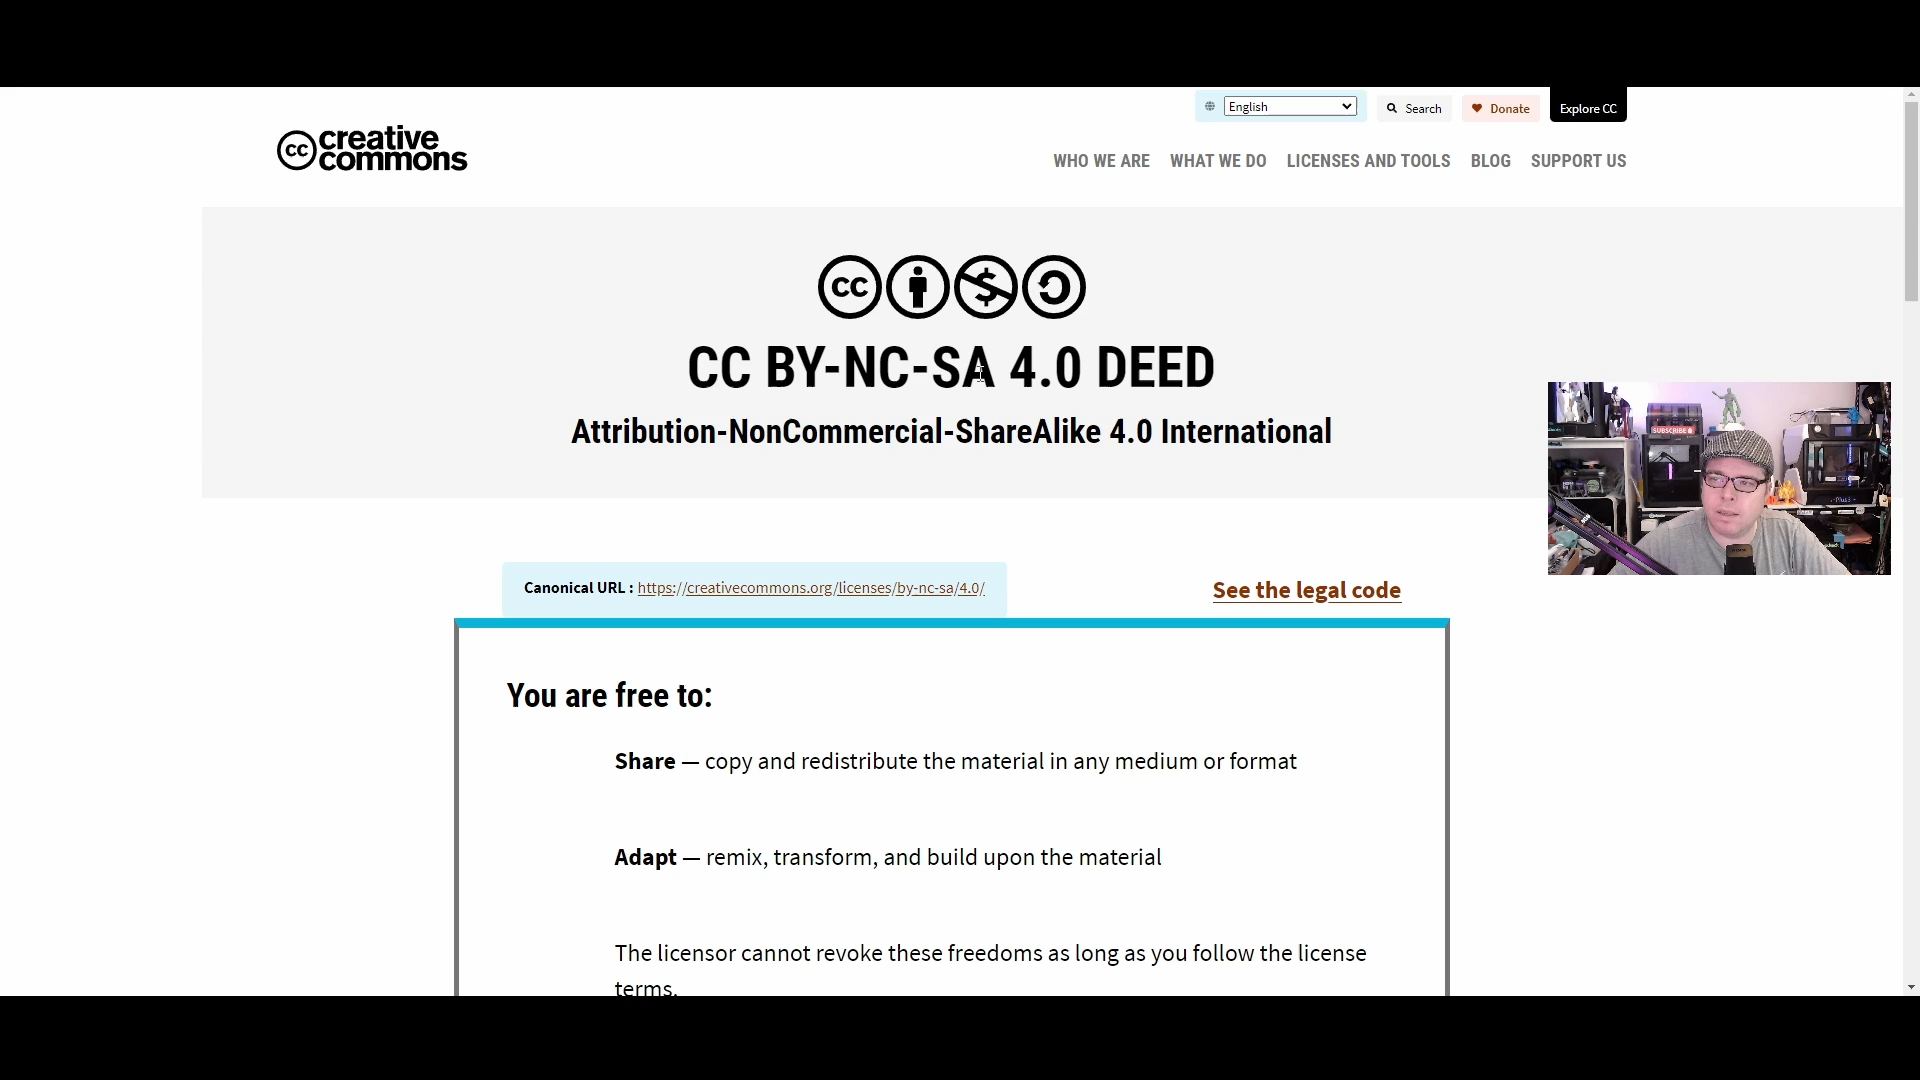 English
Search
Donate
Explore CC
cc creative
commons
WHO WE ARE
WHAT WE DO
LICENSES AND TOOLS
BLOG
SUPPORT US
cc
CC BY-NC-SA 4.0 DEED
Attribution-NonCommercial-ShareAlike 4.0 International
SUBSCRIBE
Canonical URL : https://creativecommons.org/licenses/by-nc-sa/4.0/
See the legal code
You are free to:
Share — copy and redistribute the material in any medium or format
Adapt — remix, transform, and build upon the material
The licensor cannot revoke these freedoms as long as you follow the license
terms.